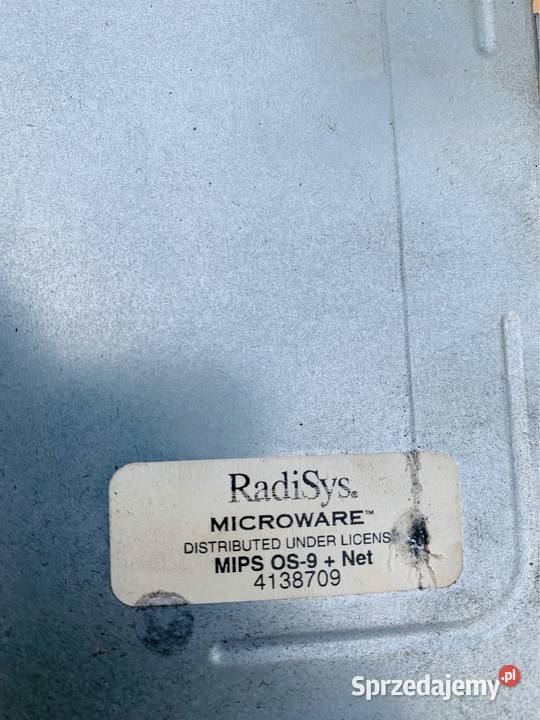 RadiSys®
MICROWARE™
DISTRIBUTED UNDER LICENS
MIPS OS-9 + Net
4138709
Sprzedajemy.pl